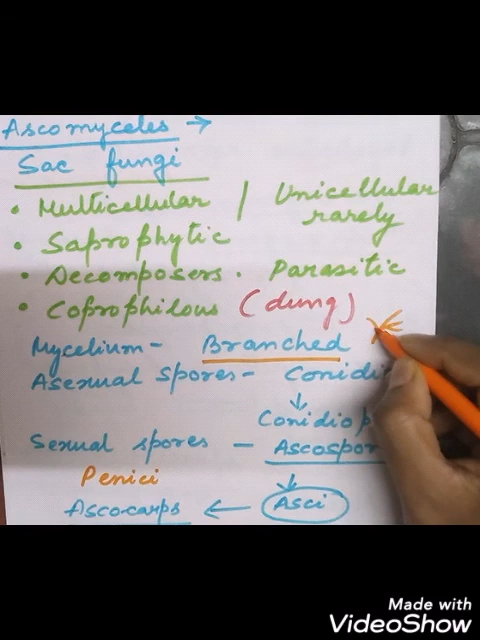 Ascomyceles →
Sac fungi
• Multicellular / Unicellular rarely
• Saprophytic
• Decomposers • Parasitic
• Coprophilous (dung)
Mycelium - Branched
Asexual Spores - Conidi
↓
Conidiop
Sexual spores - Ascospor
Penici ↓
Ascocarps ← Asci
Made with
VideoShow